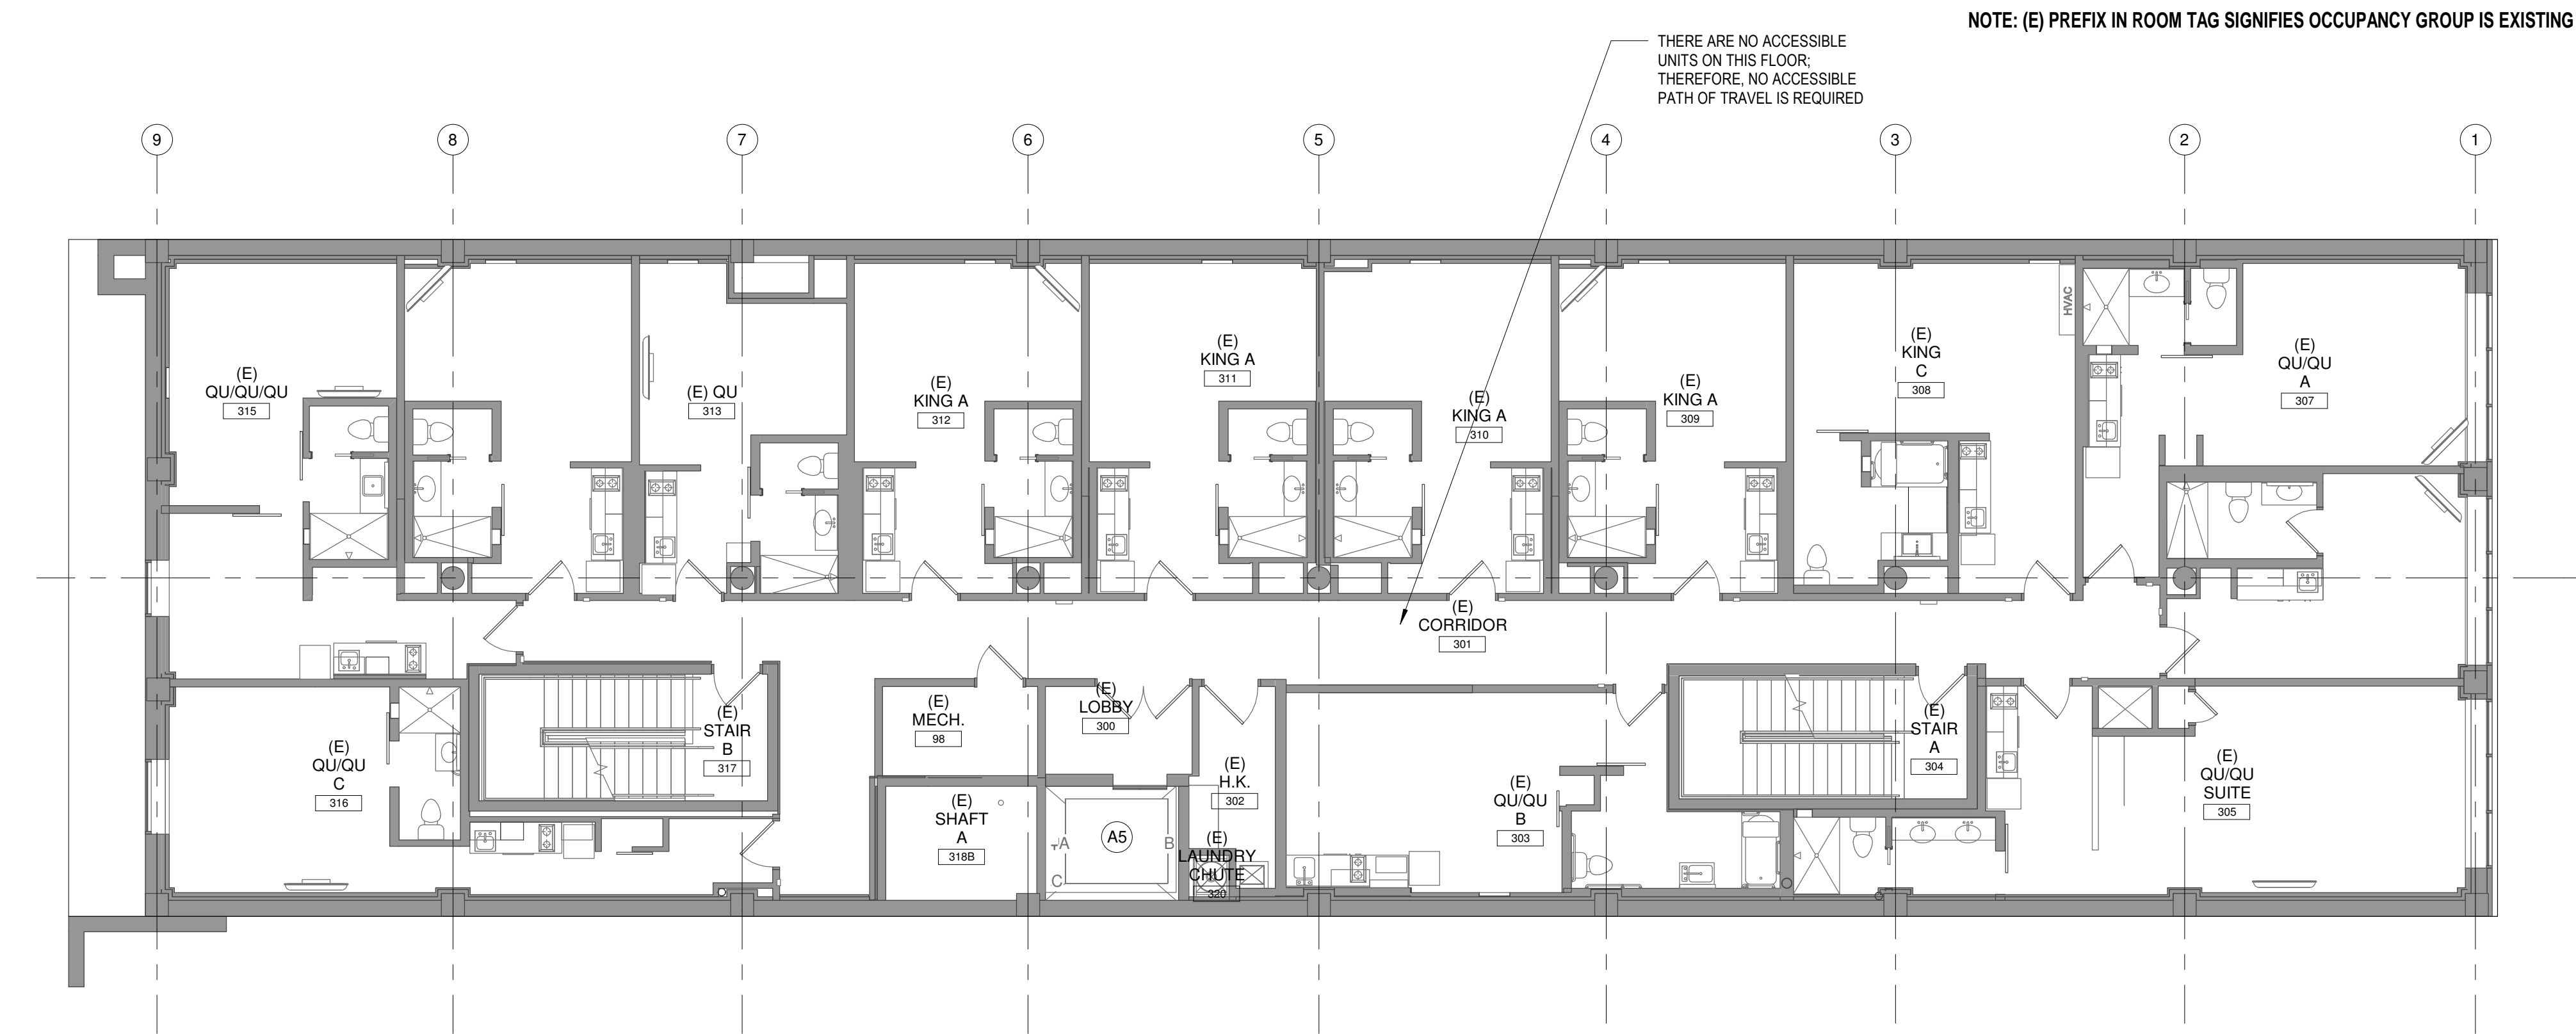 NOTE: (E) PREFIX IN ROOM TAG SIGNIFIES OCCUPANCY GROUP IS EXISTING
THERE ARE NO ACCESSIBLE
UNITS ON THIS FLOOR;
THEREFORE, NO ACCESSIBLE
PATH OF TRAVEL IS REQUIRED
9
8
7
6
5
4
3
2
1
(E)
QU/QU/QU
315
(E) QU
313
(E)
KING A
312
(E)
KING A
311
(E)
KING A
310
(E)
KING A
309
(E)
KING
C
308
HVAC
(E)
QU/QU
A
307
(E)
CORRIDOR
301
(E)
QU/QU
C
316
(E)
STAIR
B
317
(E)
MECH.
98
(E)
LOBBY
300
(E)
SHAFT
A
318B
A5
A
B
C
(E)
H.K.
302
(E)
LAUNDRY
CHUTE
320
(E)
QU/QU
B
303
(E)
STAIR
A
304
(E)
QU/QU
SUITE
305